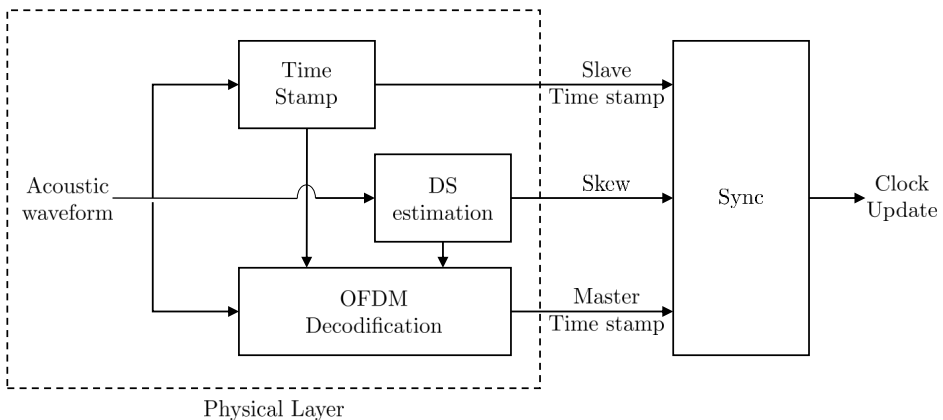 Time
Stamp
Slave
Time stamp
Acoustic
waveform
DS
estimation
Skew
Sync
Clock
Update
OFDM
Decodification
Master
Time stamp
Physical Layer